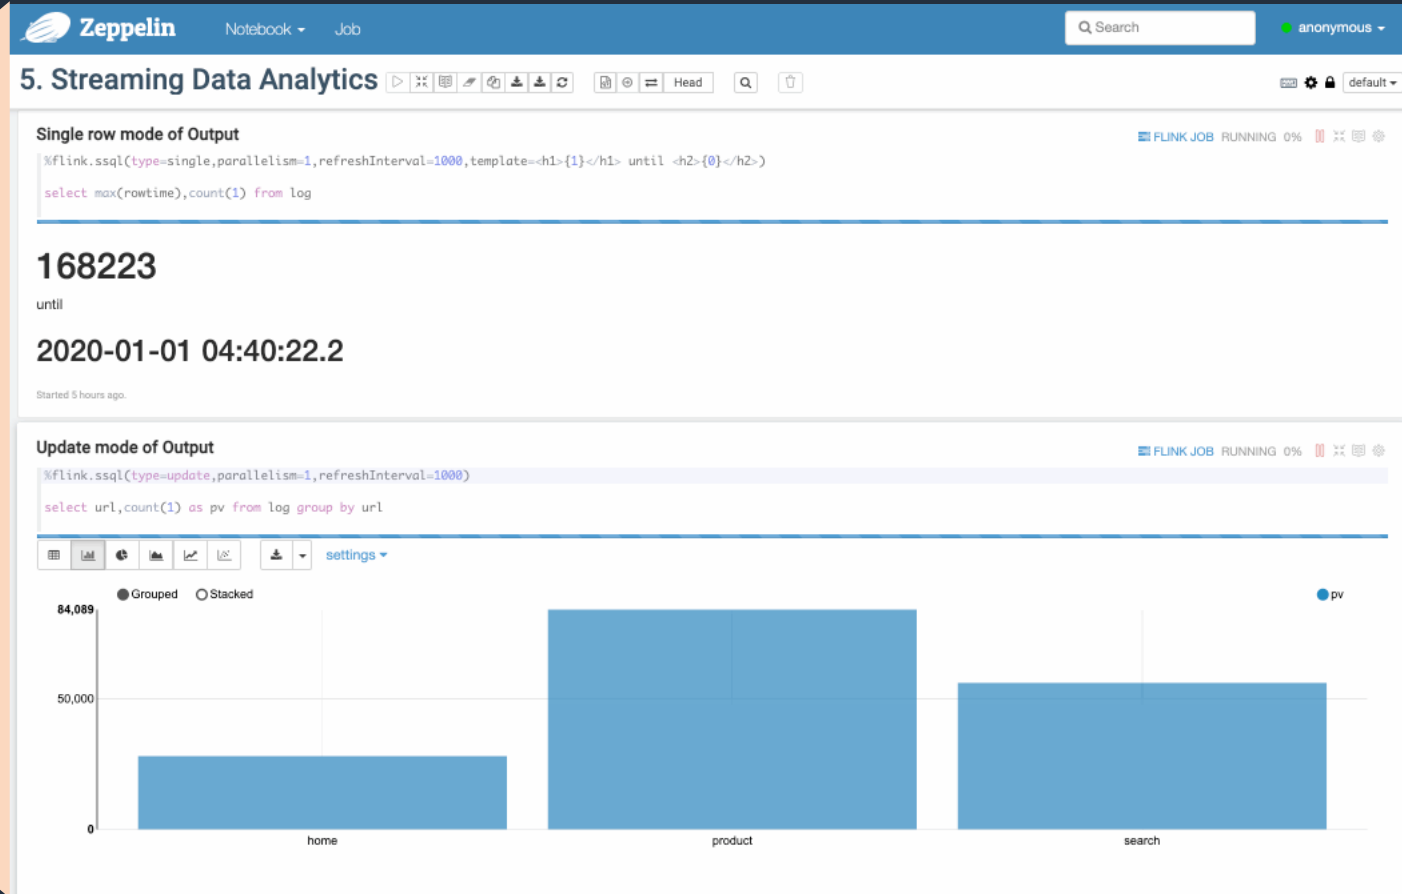 Zeppelin Notebook Job Search anonymous
5. Streaming Data Analytics Head default
Single row mode of Output FLINK JOB RUNNING 0%
%flink.ssql(type=single,parallelism=1,refreshInterval=1000,template=<h1>{1}</h1> until <h2>{0}</h2>)
select max(rowtime),count(1) from log
168223
until
2020-01-01 04:40:22.2
Started 5 hours ago.
Update mode of Output FLINK JOB RUNNING 0%
%flink.ssql(type=update,parallelism=1,refreshInterval=1000)
select url,count(1) as pv from log group by url
settings
Grouped Stacked pv
84,089
50,000
0
home product search